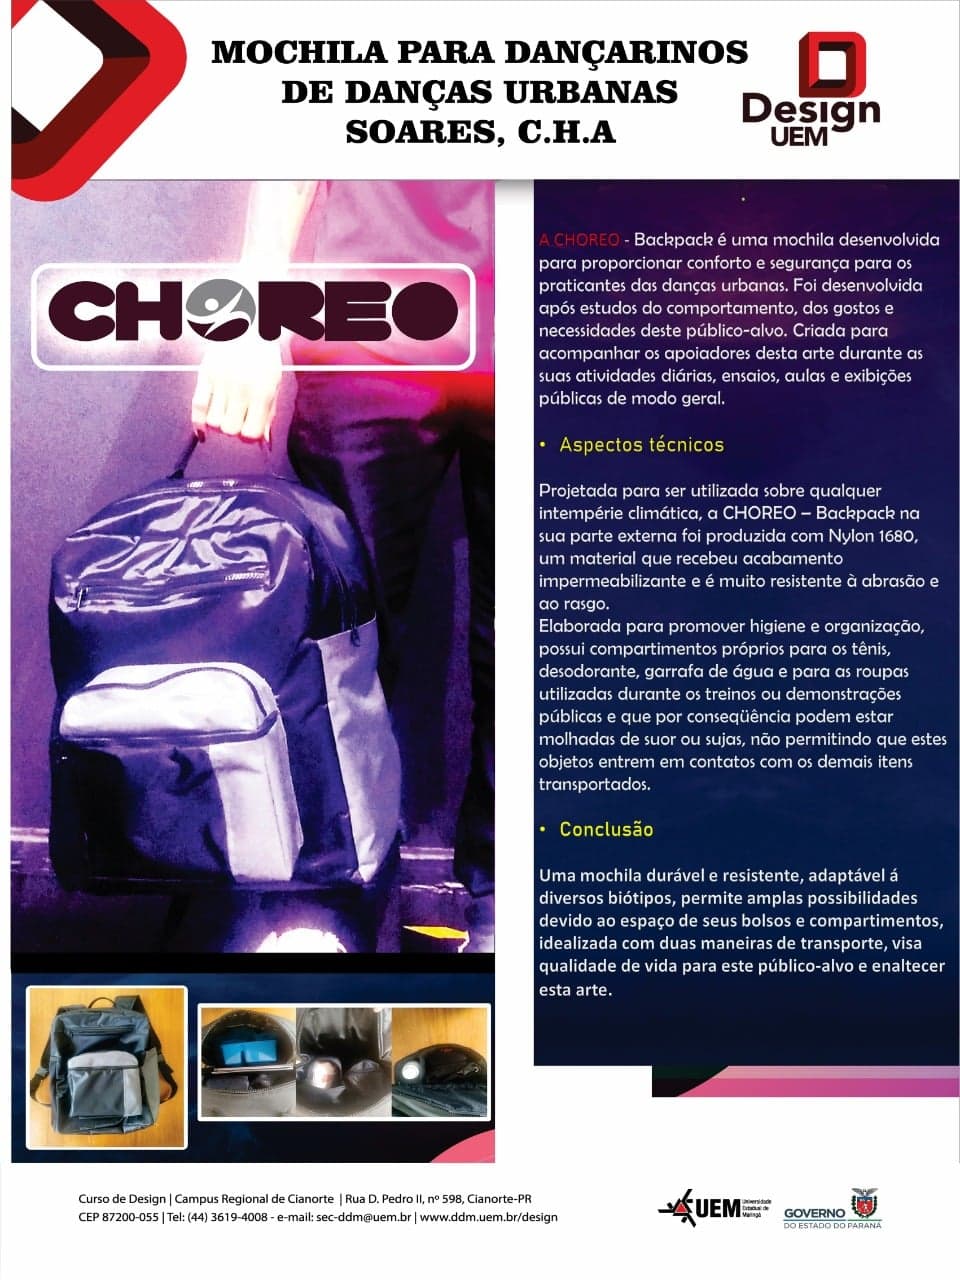 MOCHILA PARA DANÇARINOS
DE DANÇAS URBANAS
SOARES, C.H.A
Design
UEM
CHOREO
A CHOREO - Backpack é uma mochila desenvolvida
para proporcionar conforto e segurança para os
praticantes das danças urbanas. Foi desenvolvida
após estudos do comportamento, dos gostos e
necessidades deste público-alvo. Criada para
acompanhar os apoiadores desta arte durante as
suas atividades diárias, ensaios, aulas e exibições
públicas de modo geral.
• Aspectos técnicos
Projetada para ser utilizada sobre qualquer
intempérie climática, a CHOREO – Backpack na
sua parte externa foi produzida com Nylon 1680,
um material que recebeu acabamento
impermeabilizante e é muito resistente à abrasão e
ao rasgo.
Elaborada para promover higiene e organização,
possui compartimentos próprios para os tênis,
desodorante, garrafa de água e para as roupas
utilizadas durante os treinos ou demonstrações
públicas e que por conseqüência podem estar
molhadas de suor ou sujas, não permitindo que estes
objetos entrem em contatos com os demais itens
transportados.
• Conclusão
Uma mochila durável e resistente, adaptável á
diversos biótipos, permite amplas possibilidades
devido ao espaço de seus bolsos e compartimentos,
idealizada com duas maneiras de transporte, visa
qualidade de vida para este público-alvo e enaltecer
esta arte.
Curso de Design | Campus Regional de Cianorte | Rua D. Pedro II, nº 598, Cianorte-PR
CEP 87200-055 | Tel: (44) 3619-4008 - e-mail: sec-ddm@uem.br | www.ddm.uem.br/design
UEM
Universidade
Estadual de
Maringá
GOVERNO
DO ESTADO DO PARANÁ